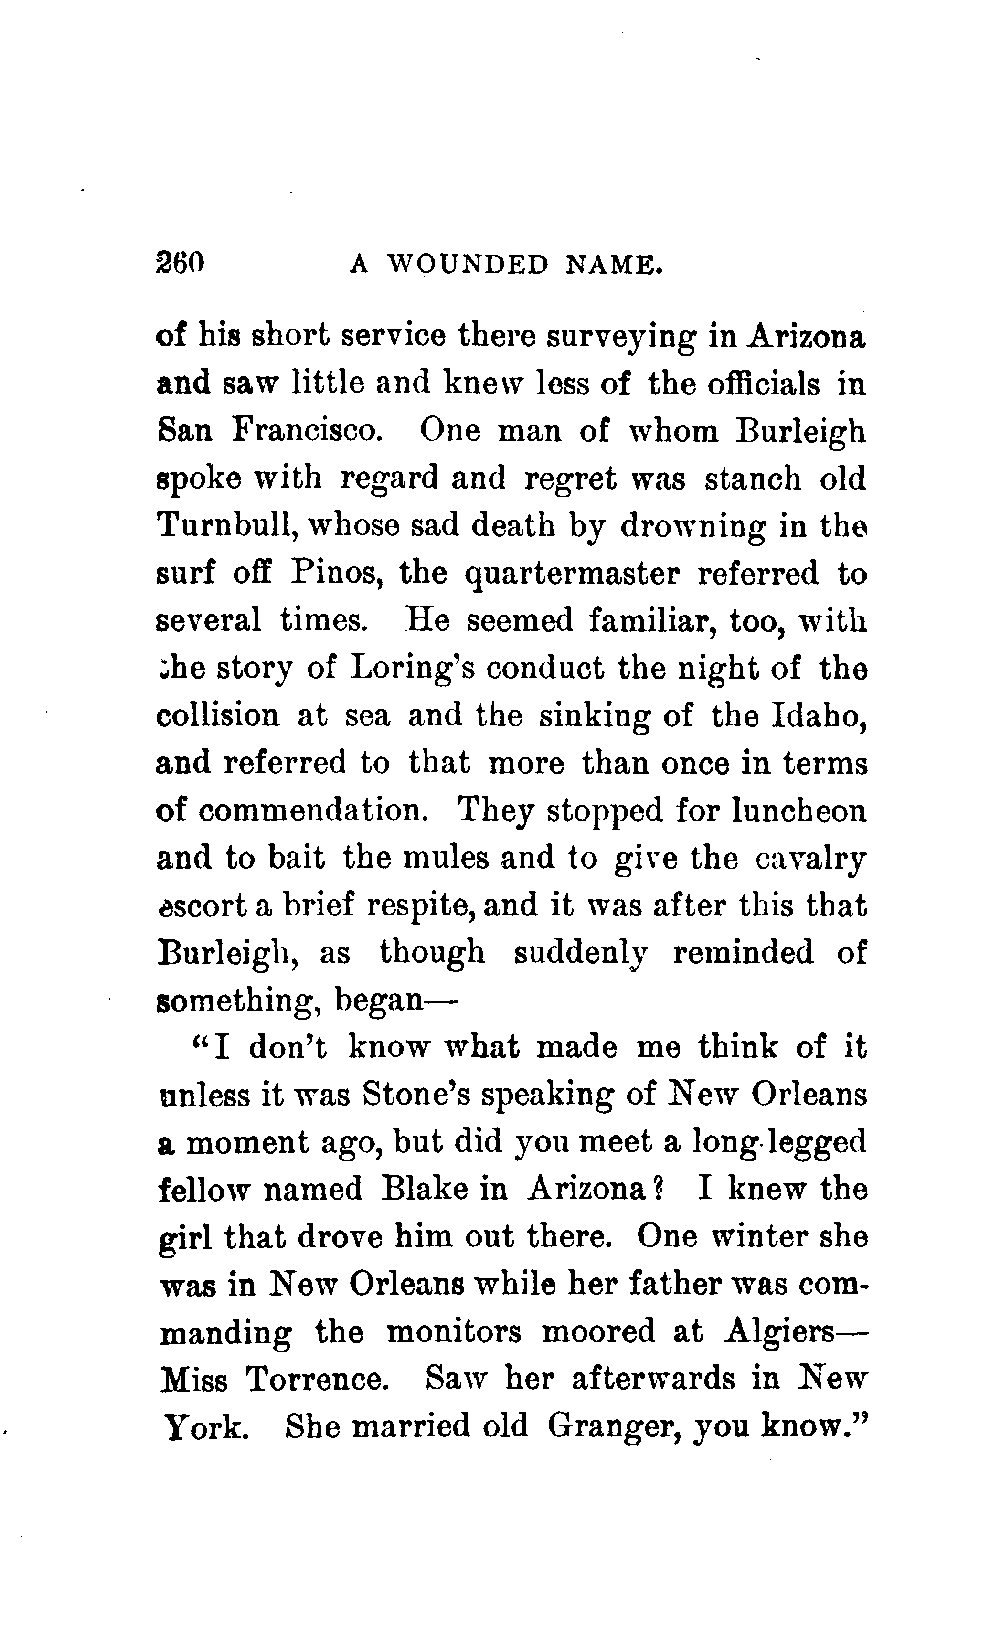 260 A WOUNDED NAME.
of his short service there surveying in Arizona
and saw little and knew less of the officials in
San Francisco. One man of whom Burleigh
spoke with regard and regret was stanch old
Turnbull, whose sad death by drowning in the
surf off Pinos, the quartermaster referred to
several times. He seemed familiar, too, with
the story of Loring's conduct the night of the
collision at sea and the sinking of the Idaho,
and referred to that more than once in terms
of commendation. They stopped for luncheon
and to bait the mules and to give the cavalry
escort a brief respite, and it was after this that
Burleigh, as though suddenly reminded of
something, began—
"I don't know what made me think of it
unless it was Stone's speaking of New Orleans
a moment ago, but did you meet a long-legged
fellow named Blake in Arizona? I knew the
girl that drove him out there. One winter she
was in New Orleans while her father was com-
manding the monitors moored at Algiers—
Miss Torrence. Saw her afterwards in New
York. She married old Granger, you know."